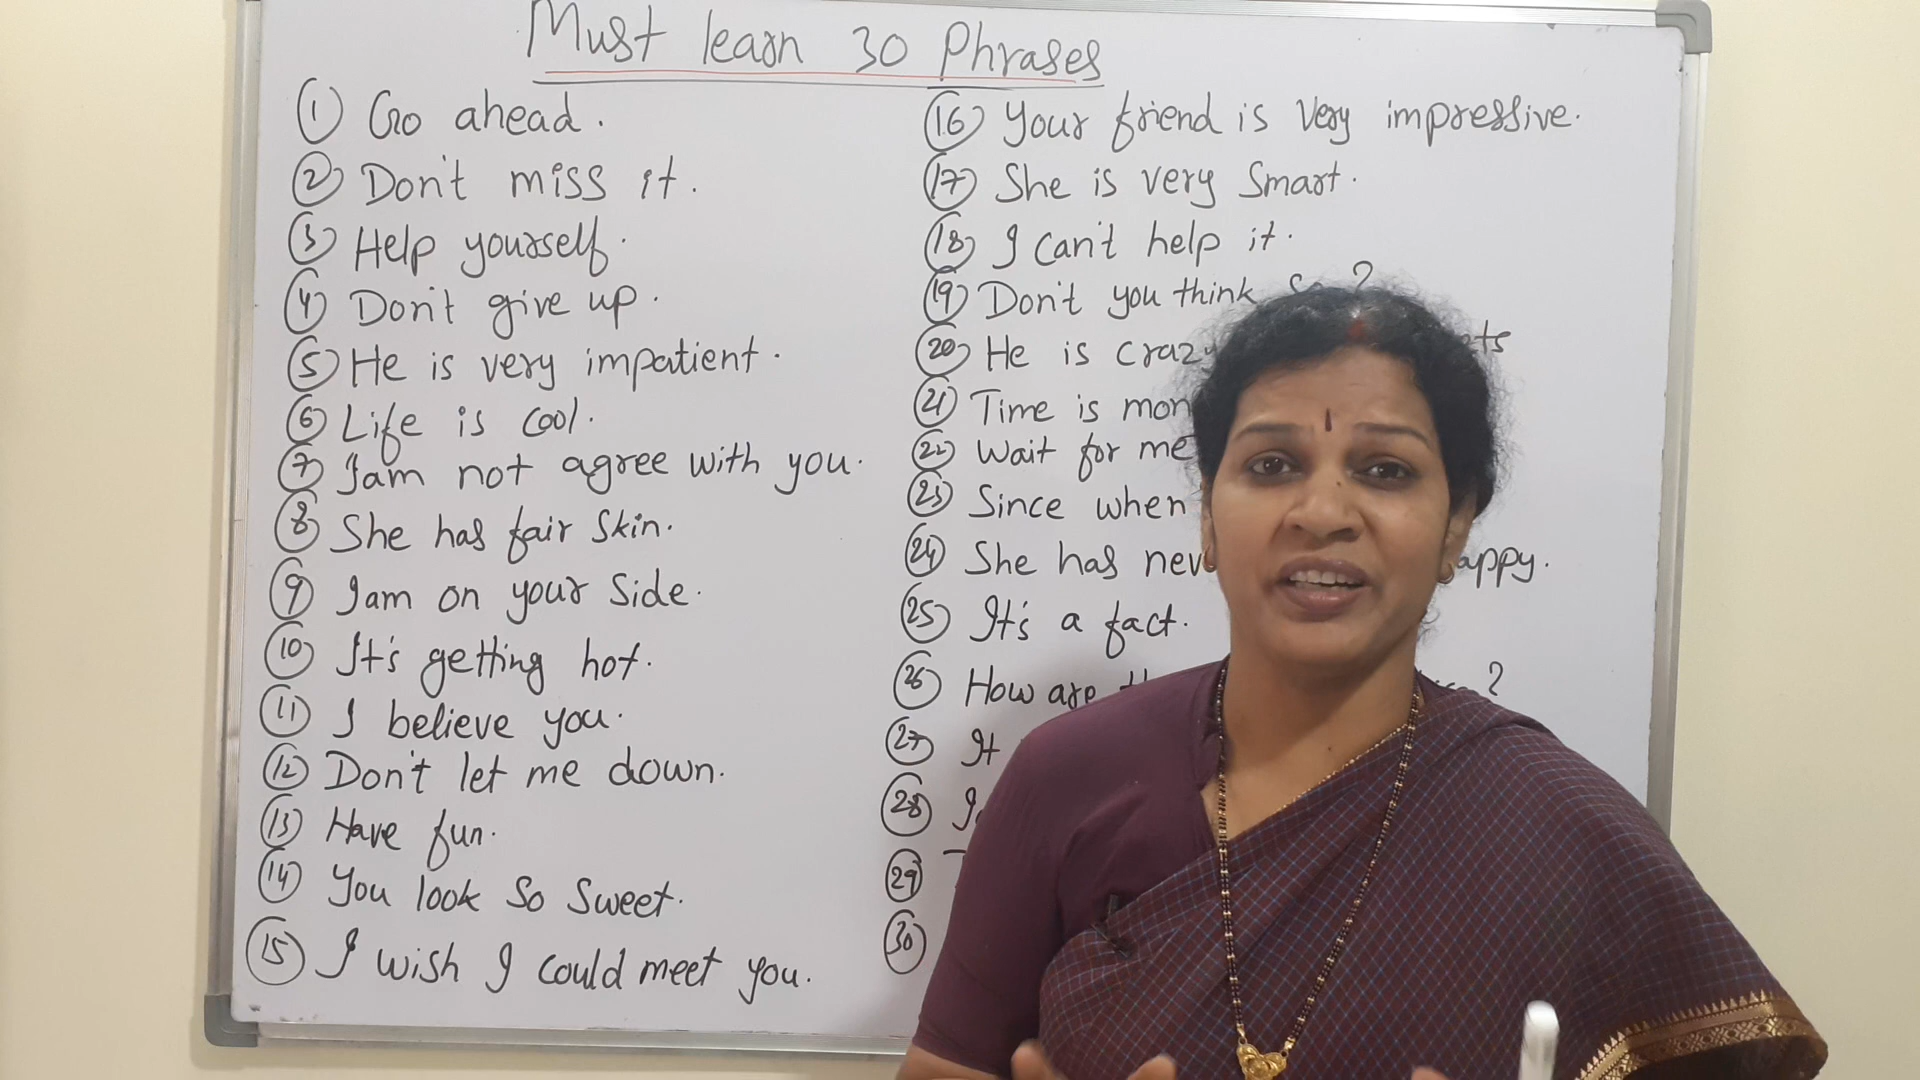 Must learn 30 Phrases
① Go ahead.
② Don't miss it.
③ Help yourself.
④ Don't give up.
⑤ He is very impatient.
⑥ Life is cool.
⑦ I am not agree with you.
⑧ She has fair skin.
⑨ I am on your side.
⑩ It's getting hot.
⑪ I believe you.
⑫ Don't let me down.
⑬ Have fun.
⑭ You look so sweet.
⑮ I wish I could meet you.
⑯ Your friend is very impressive.
⑰ She is very smart.
⑱ I can't help it.
⑲ Don't you think so?
⑳ He is crazy
㉑ Time is
㉒ Wait for me
㉓ Since when
㉔ She has
㉕ It's a fact.
㉖ How are ?
㉗ It
㉘
㉙
㉚